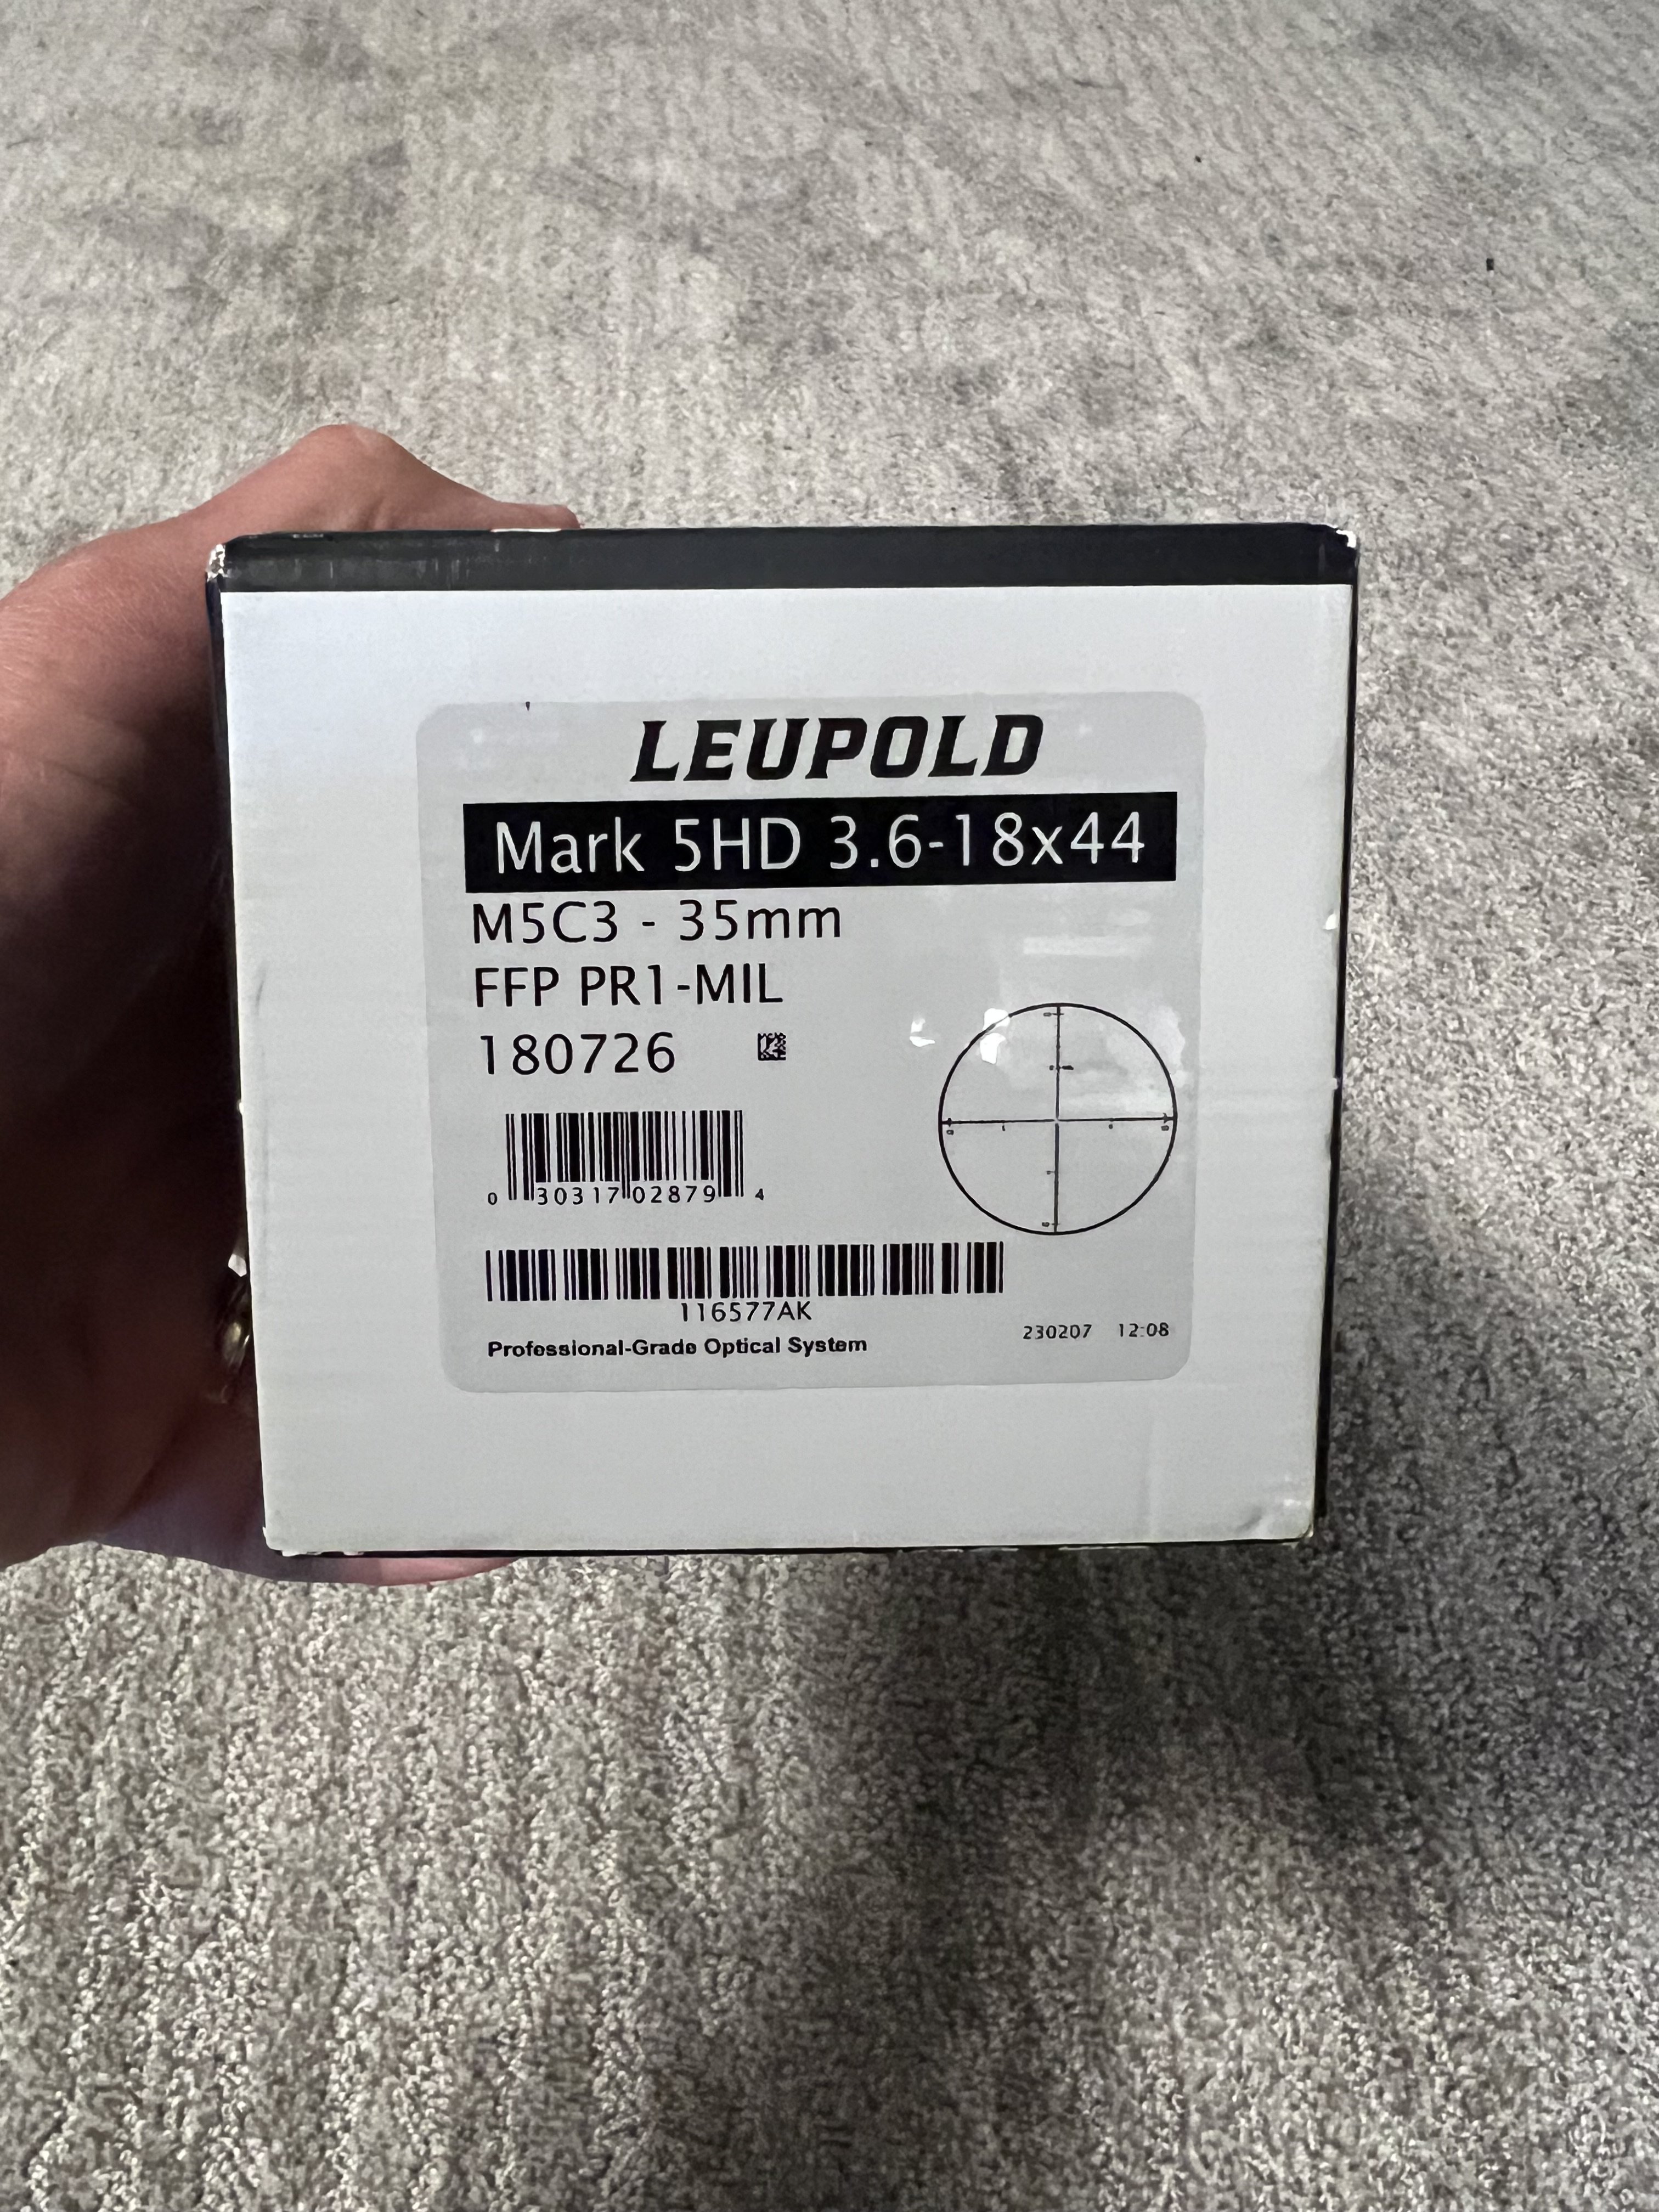 LEUPOLD
Mark 5HD 3.6-18x44
M5C3 - 35mm
FFP PR1-MIL
180726
0 30317 02879 4
116577AK
Professional-Grade Optical System
230207 12:08